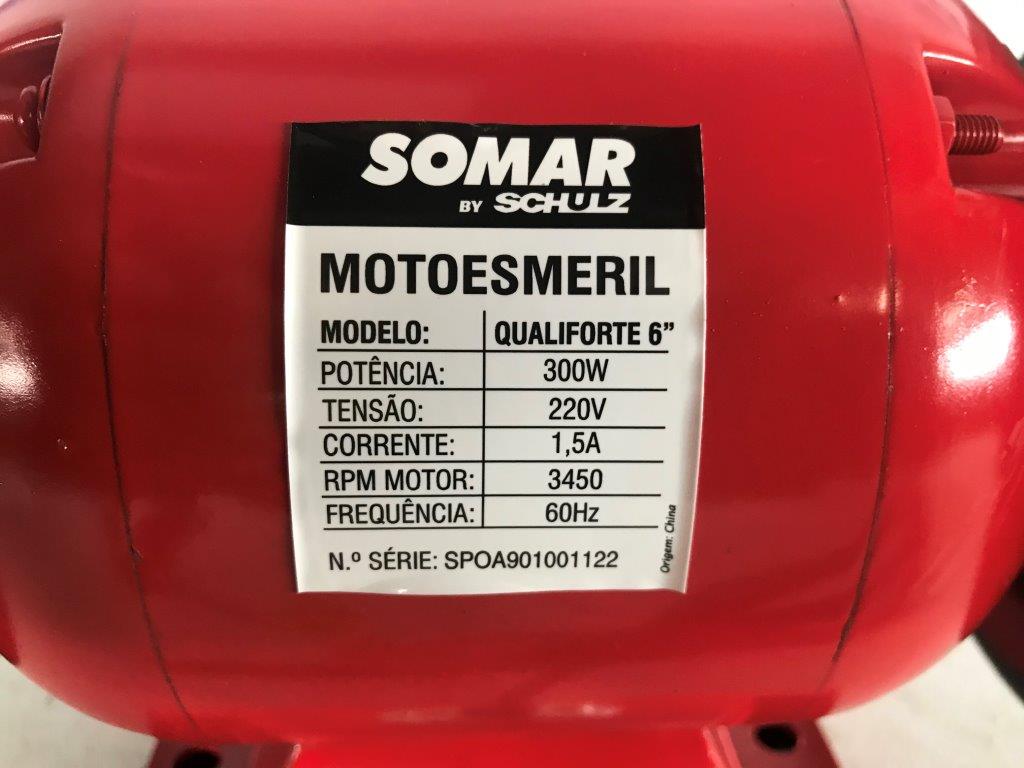 SOMAR
BY SCHULZ
MOTOESMERIL
MODELO: QUALIFORTE 6”
POTÊNCIA: 300W
TENSÃO: 220V
CORRENTE: 1,5A
RPM MOTOR: 3450
FREQUÊNCIA: 60Hz
N.º SÉRIE: SPOA901001122
Origem: China